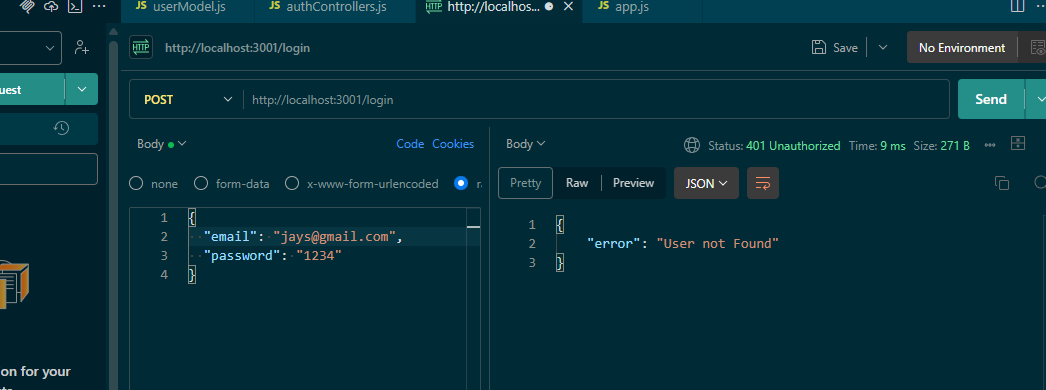 JS userModel.js JS authControllers.js HTTP http://localhos... JS app.js
HTTP http://localhost:3001/login Save No Environment
uest
POST http://localhost:3001/login Send
Body Code Cookies Body Status: 401 Unauthorized Time: 9 ms Size: 271 B
none form-data x-www-form-urlencoded Pretty Raw Preview JSON
1 { 1 {
2 "email": "jays@gmail.com", 2 "error": "User not Found"
3 "password": "1234" 3 }
4 }
on for your